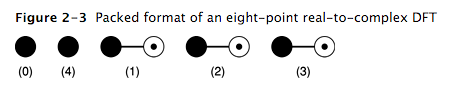 Figure 2-3 Packed format of an eight-point real-to-complex DFT
(0) (4) (1) (2) (3)